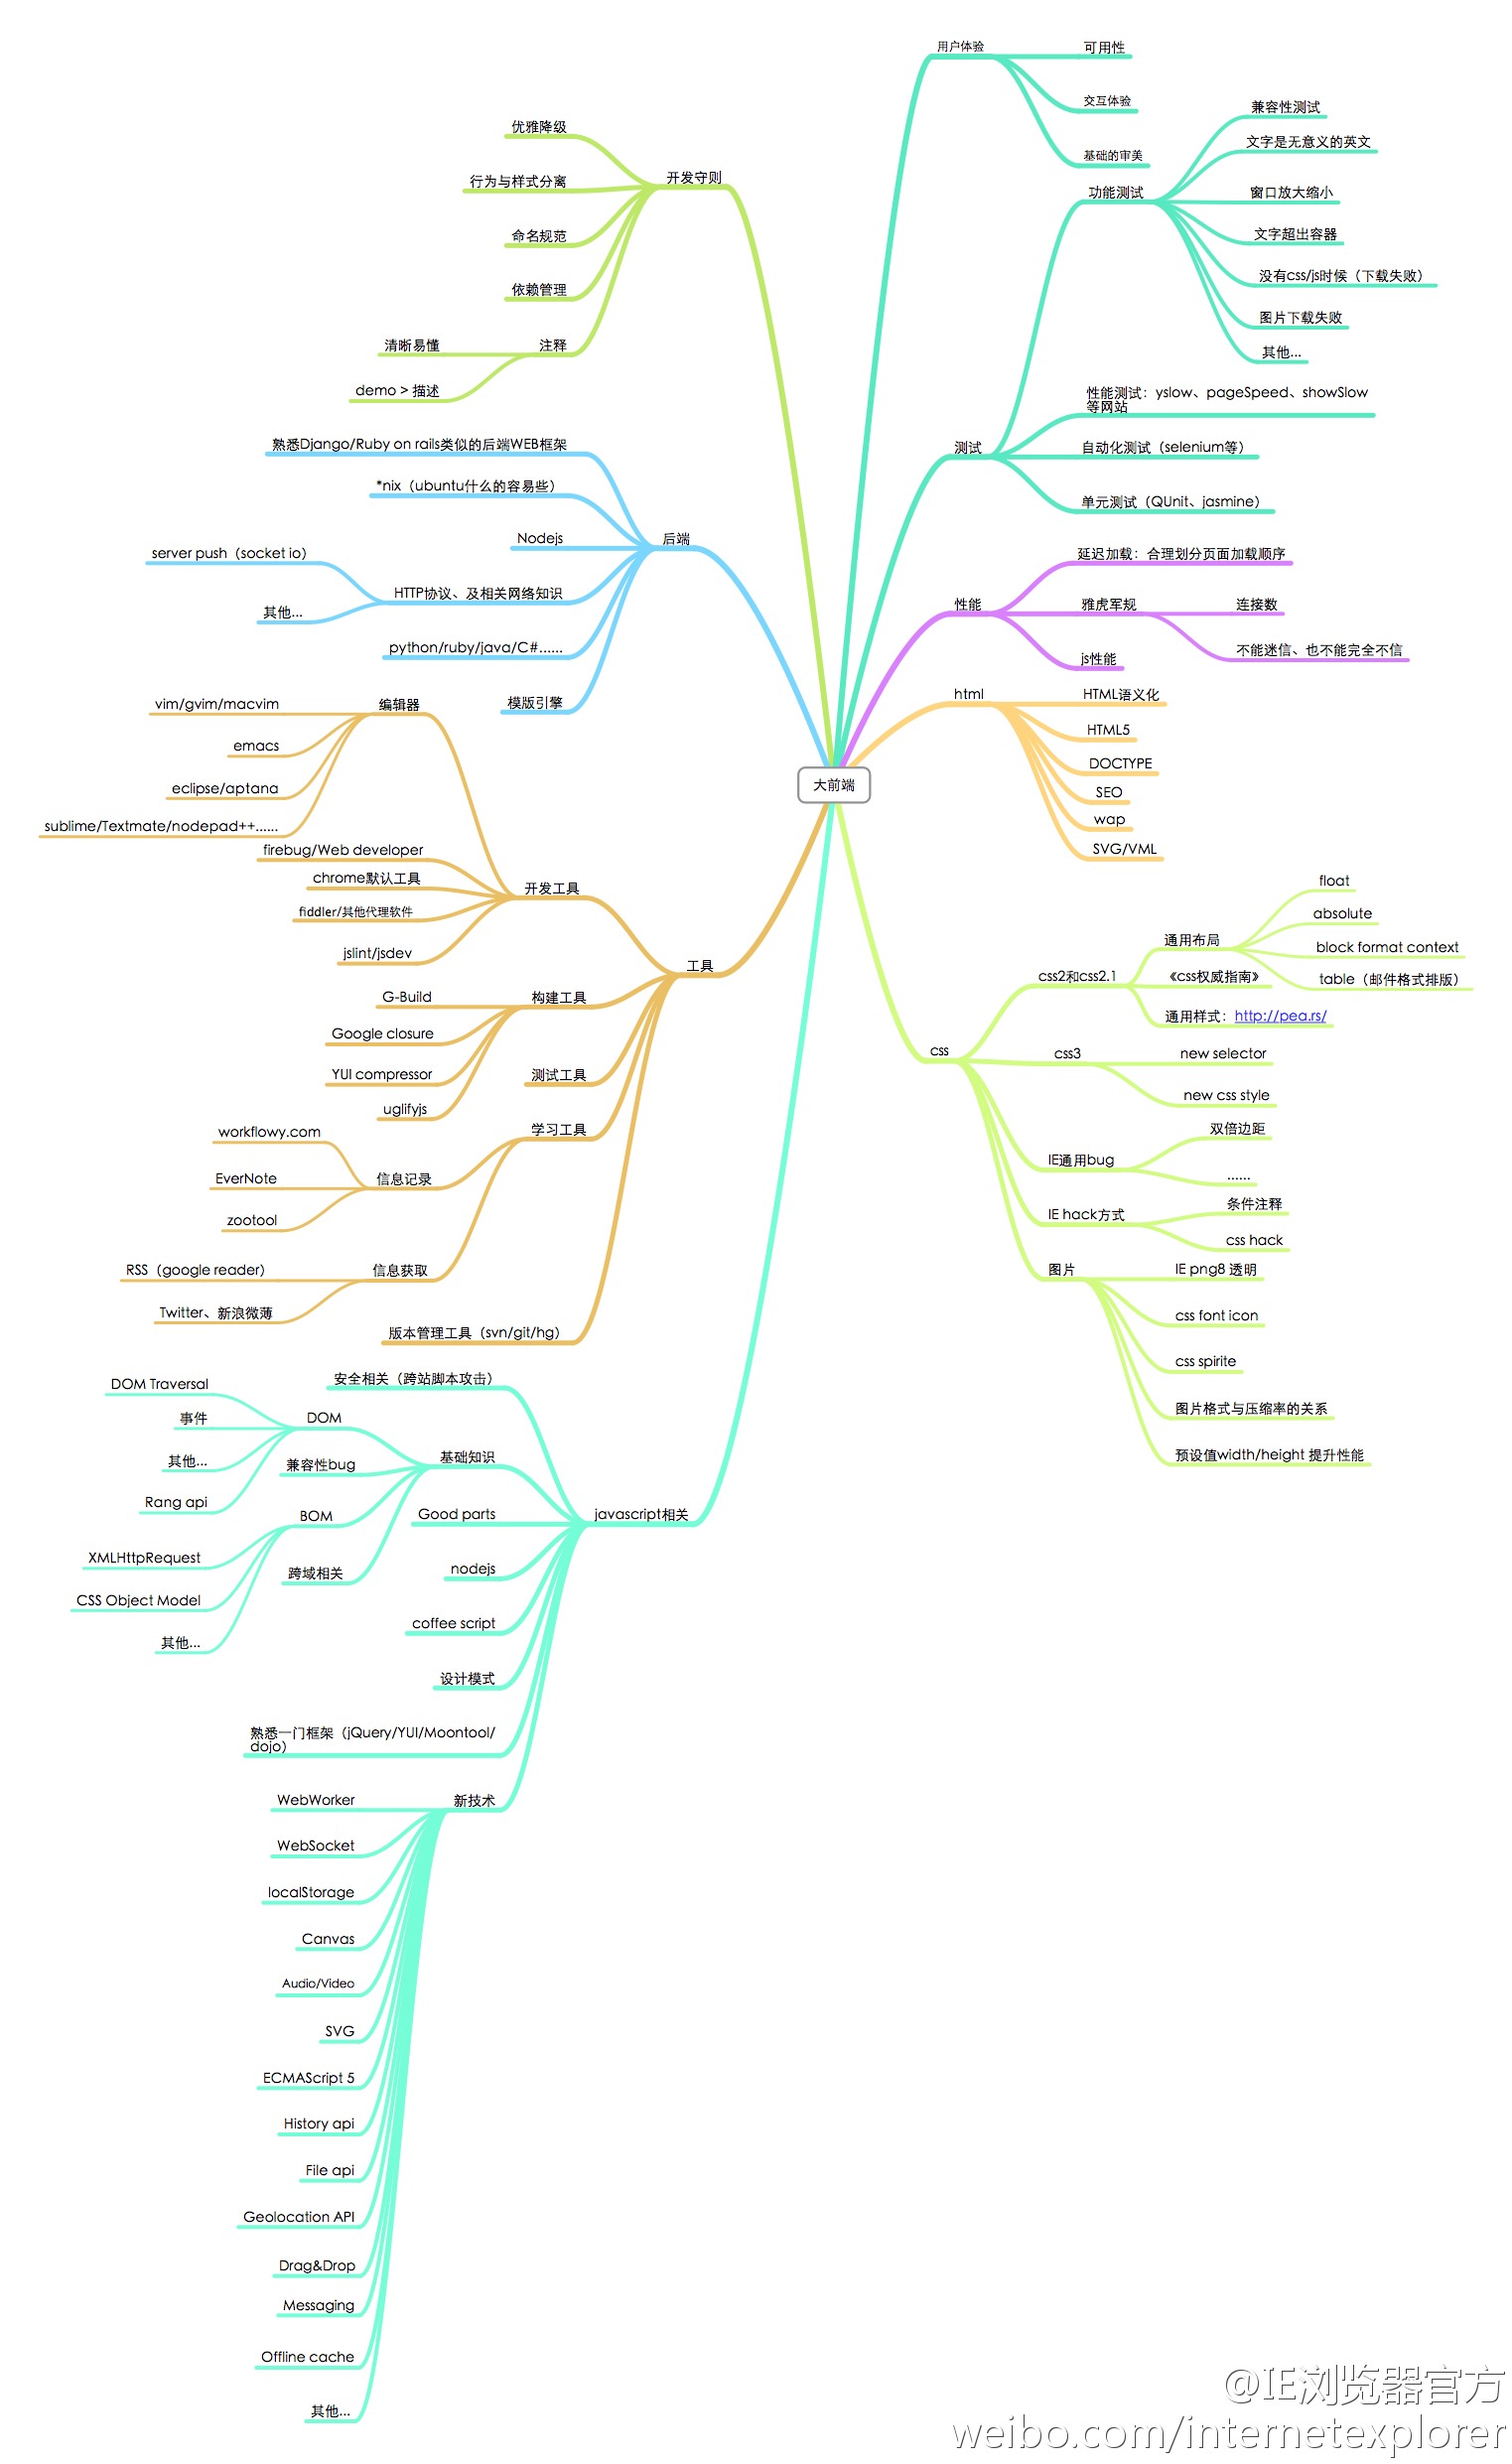 大前端
用户体验
可用性
交互体验
基础的审美
测试
功能测试
兼容性测试
文字是无意义的英文
窗口放大缩小
文字超出容器
没有css/js时候（下载失败）
图片下载失败
其他...
性能测试：yslow、pageSpeed、showSlow
等网站
自动化测试（selenium等）
单元测试（QUnit、jasmine）
性能
延迟加载：合理划分页面加载顺序
雅虎军规
连接数
不能迷信、也不能完全不信
js性能
html
HTML语义化
HTML5
DOCTYPE
SEO
wap
SVG/VML
css
css2和css2.1
通用布局
float
absolute
block format context
table（邮件格式排版）
《css权威指南》
通用样式：http://pea.rs/
css3
new selector
new css style
IE通用bug
双倍边距
......
IE hack方式
条件注释
css hack
图片
IE png8 透明
css font icon
css spirite
图片格式与压缩率的关系
预设值width/height 提升性能
开发守则
优雅降级
行为与样式分离
命名规范
依赖管理
注释
清晰易懂
demo > 描述
后端
熟悉Django/Ruby on rails类似的后端WEB框架
*nix（ubuntu什么的容易些）
Nodejs
HTTP协议、及相关网络知识
server push（socket io）
其他...
python/ruby/java/C#......
模版引擎
工具
开发工具
编辑器
vim/gvim/macvim
emacs
eclipse/aptana
sublime/Textmate/nodepad++......
firebug/Web developer
chrome默认工具
fiddler/其他代理软件
jslint/jsdev
构建工具
G-Build
Google closure
YUI compressor
uglifyjs
测试工具
学习工具
信息记录
workflowy.com
EverNote
zootool
信息获取
RSS（google reader）
Twitter、新浪微薄
版本管理工具（svn/git/hg）
javascript相关
安全相关（跨站脚本攻击）
基础知识
DOM
DOM Traversal
事件
其他...
Rang api
兼容性bug
BOM
XMLHttpRequest
CSS Object Model
其他...
跨域相关
Good parts
nodejs
coffee script
设计模式
熟悉一门框架（jQuery/YUI/Moontool/
dojo）
新技术
WebWorker
WebSocket
localStorage
Canvas
Audio/Video
SVG
ECMAScript 5
History api
File api
Geolocation API
Drag&Drop
Messaging
Offline cache
其他...
@IE浏览器官方
weibo.com/internetexplorer